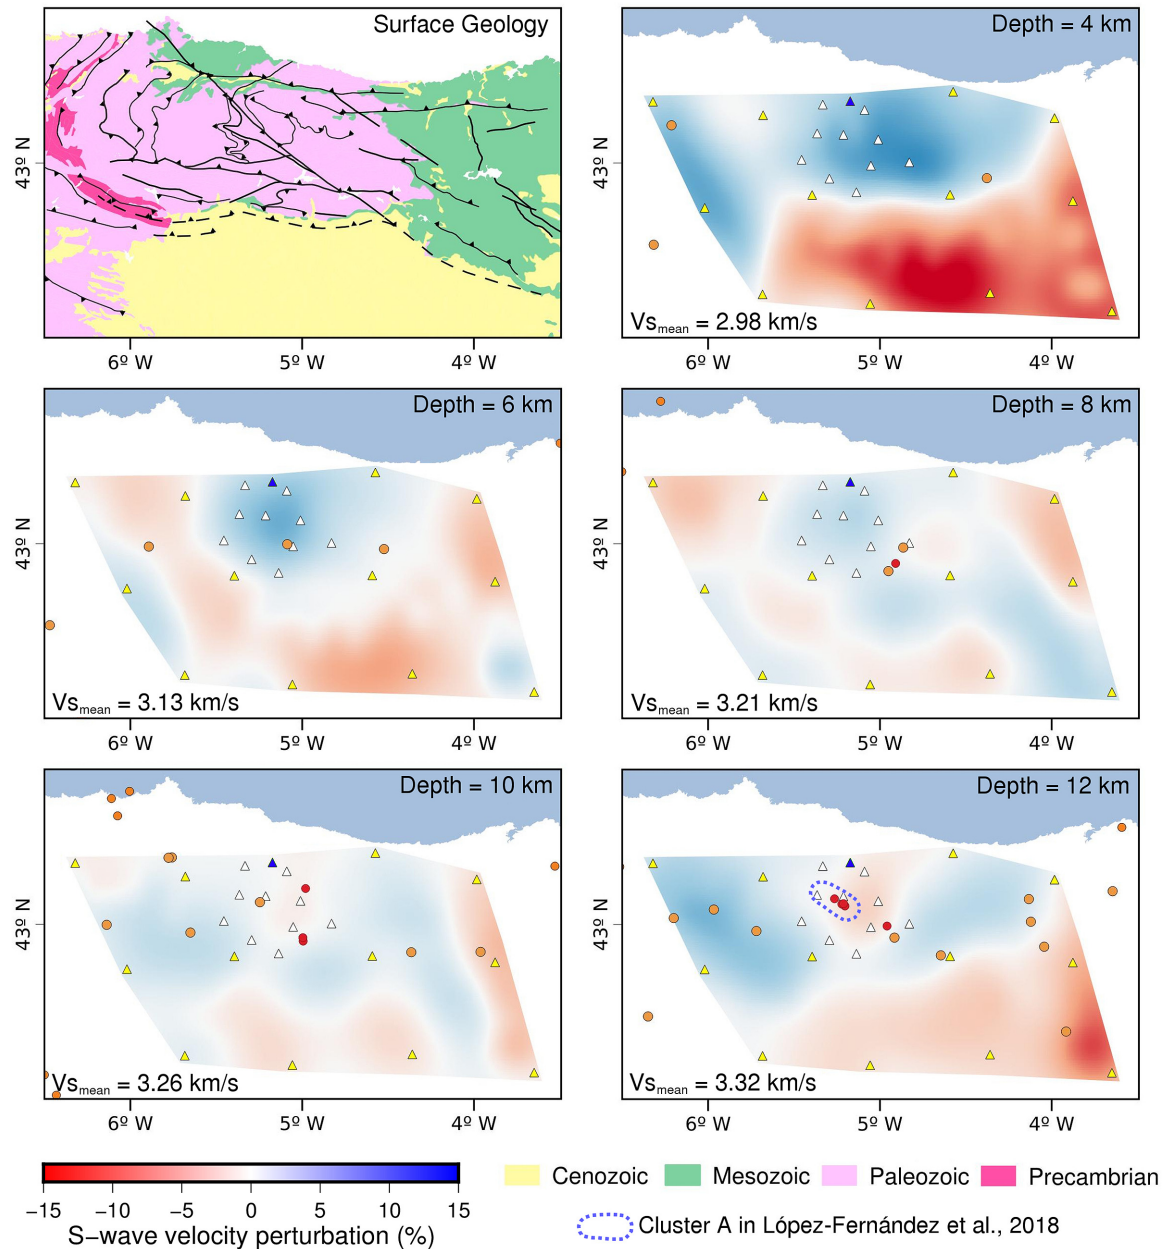 Surface Geology
43º N
6º W
5º W
4º W
Depth = 4 km
43º N
Vsmean = 2.98 km/s
6º W
5º W
4º W
Depth = 6 km
43º N
Vsmean = 3.13 km/s
6º W
5º W
4º W
Depth = 8 km
43º N
Vsmean = 3.21 km/s
6º W
5º W
4º W
Depth = 10 km
43º N
Vsmean = 3.26 km/s
6º W
5º W
4º W
Depth = 12 km
43º N
Vsmean = 3.32 km/s
6º W
5º W
4º W
−15 −10 −5 0 5 10 15
S−wave velocity perturbation (%)
Cenozoic Mesozoic Paleozoic Precambrian
Cluster A in López-Fernández et al., 2018